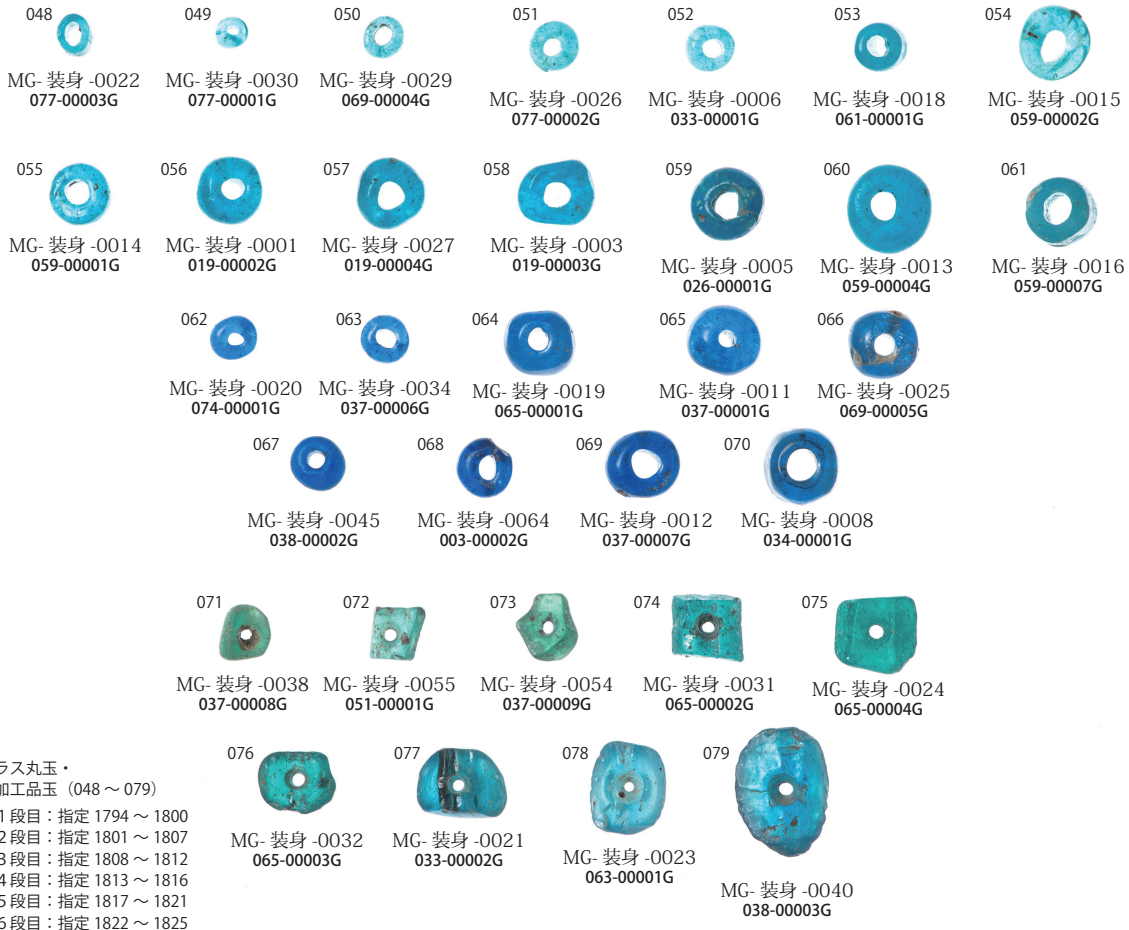 048 049 050 051 052 053 054
MG- 装身 -0022 MG- 装身 -0030 MG- 装身 -0029 MG- 装身 -0026 MG- 装身 -0006 MG- 装身 -0018 MG- 装身 -0015
077-00003G 077-00001G 069-00004G 077-00002G 033-00001G 061-00001G 059-00002G
055 056 057 058 059 060 061
MG- 装身 -0014 MG- 装身 -0001 MG- 装身 -0027 MG- 装身 -0003 MG- 装身 -0005 MG- 装身 -0013 MG- 装身 -0016
059-00001G 019-00002G 019-00004G 019-00003G 026-00001G 059-00004G 059-00007G
062 063 064 065 066
MG- 装身 -0020 MG- 装身 -0034 MG- 装身 -0019 MG- 装身 -0011 MG- 装身 -0025
074-00001G 037-00006G 065-00001G 037-00001G 069-00005G
067 068 069 070
MG- 装身 -0045 MG- 装身 -0064 MG- 装身 -0012 MG- 装身 -0008
038-00002G 003-00002G 037-00007G 034-00001G
071 072 073 074 075
MG- 装身 -0038 MG- 装身 -0055 MG- 装身 -0054 MG- 装身 -0031 MG- 装身 -0024
037-00008G 051-00001G 037-00009G 065-00002G 065-00004G
076 077 078 079
MG- 装身 -0032 MG- 装身 -0021 MG- 装身 -0023 MG- 装身 -0040
065-00003G 033-00002G 063-00001G 038-00003G
ラス丸玉・
加工品玉（048 ～ 079）
1 段目：指定 1794 ～ 1800
2 段目：指定 1801 ～ 1807
3 段目：指定 1808 ～ 1812
4 段目：指定 1813 ～ 1816
5 段目：指定 1817 ～ 1821
6 段目：指定 1822 ～ 1825